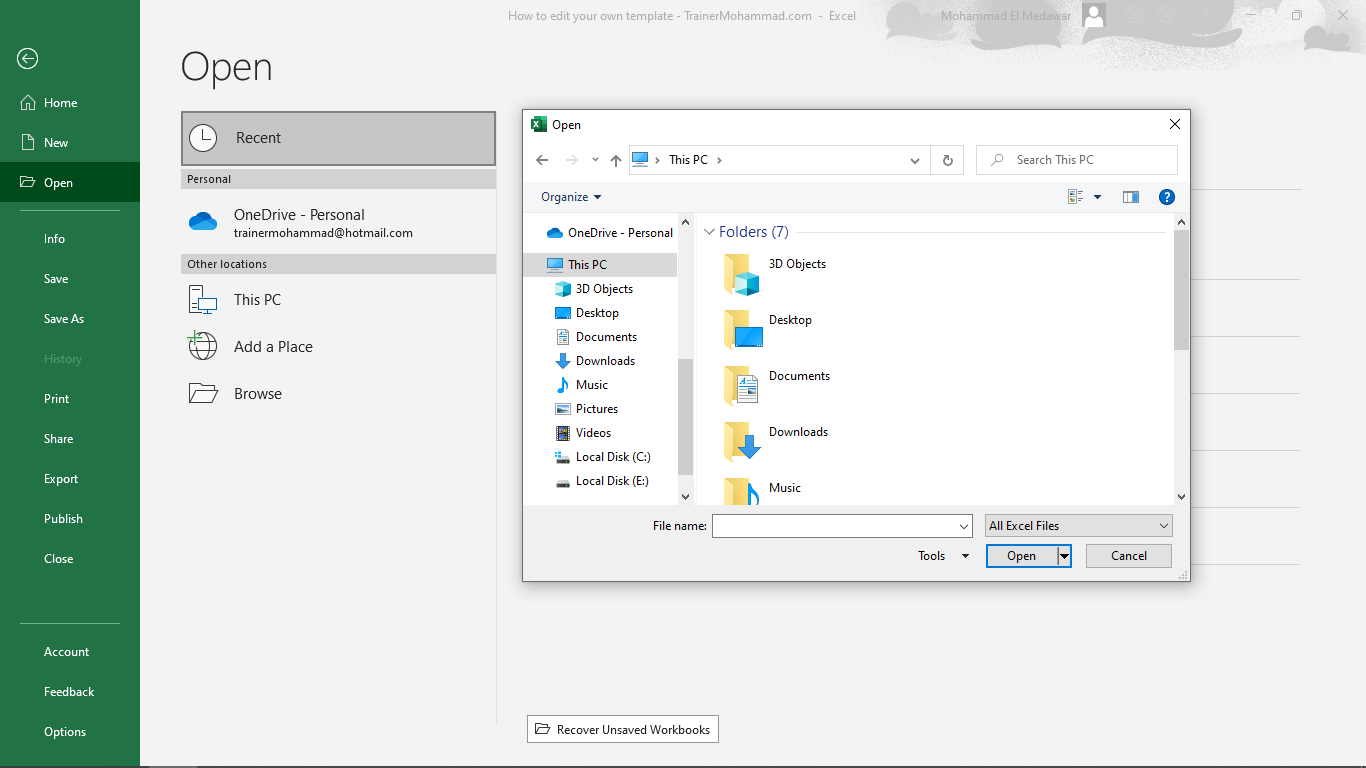 How to edit your own template - TrainerMohammad.com - Excel
Mohammad El Medawar
Home
New
Open
Info
Save
Save As
History
Print
Share
Export
Publish
Close
Account
Feedback
Options
Open
Recent
Personal
OneDrive - Personal
trainermohammad@hotmail.com
Other locations
This PC
Add a Place
Browse
Open
This PC
Search This PC
Organize
OneDrive - Personal
This PC
3D Objects
Desktop
Documents
Downloads
Music
Pictures
Videos
Local Disk (C:)
Local Disk (E:)
Folders (7)
3D Objects
Desktop
Documents
Downloads
Music
File name:
All Excel Files
Tools
Open
Cancel
Recover Unsaved Workbooks